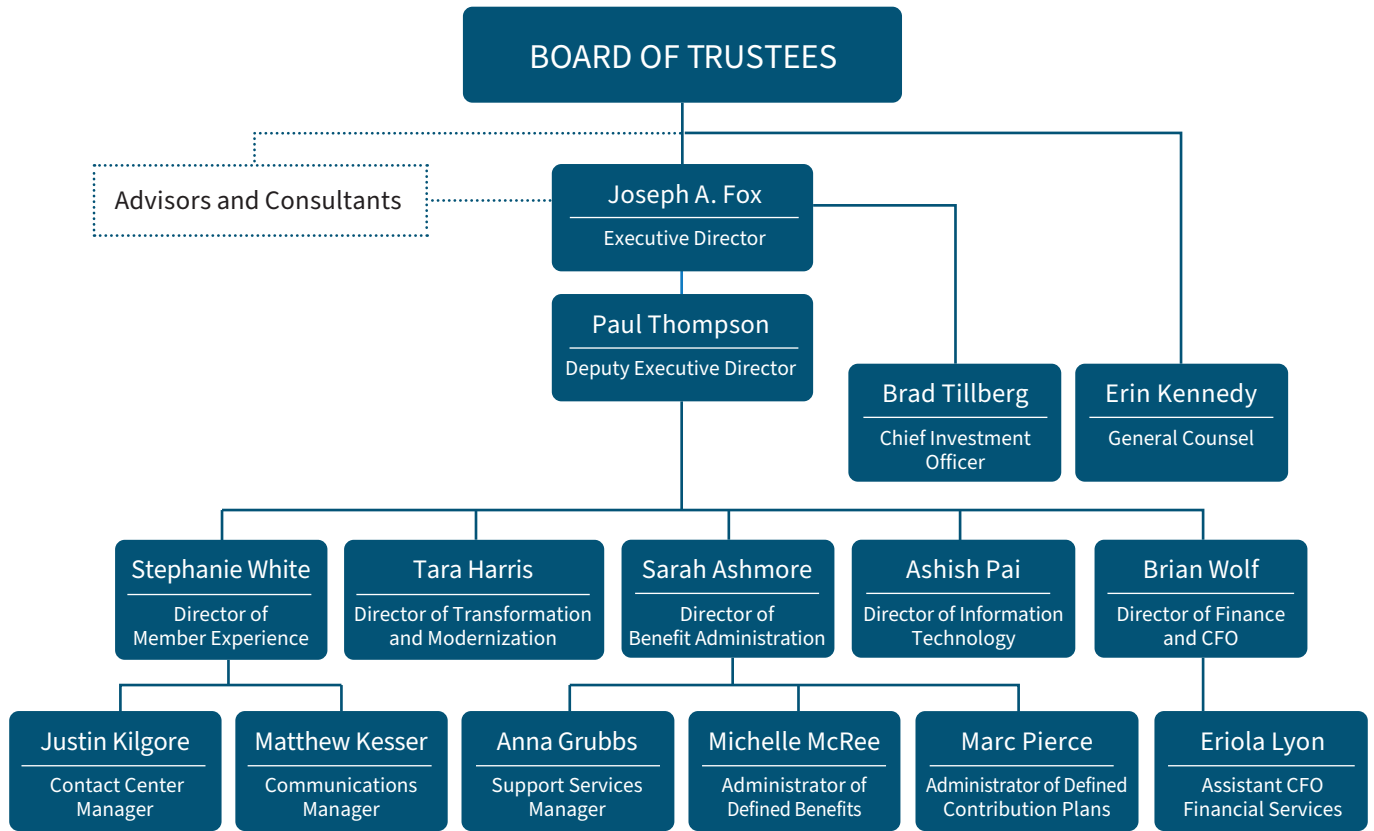 BOARD OF TRUSTEES
Advisors and Consultants
Joseph A. Fox
Executive Director
Paul Thompson
Deputy Executive Director
Brad Tillberg
Chief Investment
Officer
Erin Kennedy
General Counsel
Stephanie White
Director of
Member Experience
Tara Harris
Director of Transformation
and Modernization
Sarah Ashmore
Director of
Benefit Administration
Ashish Pai
Director of Information
Technology
Brian Wolf
Director of Finance
and CFO
Justin Kilgore
Contact Center
Manager
Matthew Kesser
Communications
Manager
Anna Grubbs
Support Services
Manager
Michelle McRee
Administrator of
Defined Benefits
Marc Pierce
Administrator of Defined
Contribution Plans
Eriola Lyon
Assistant CFO
Financial Services